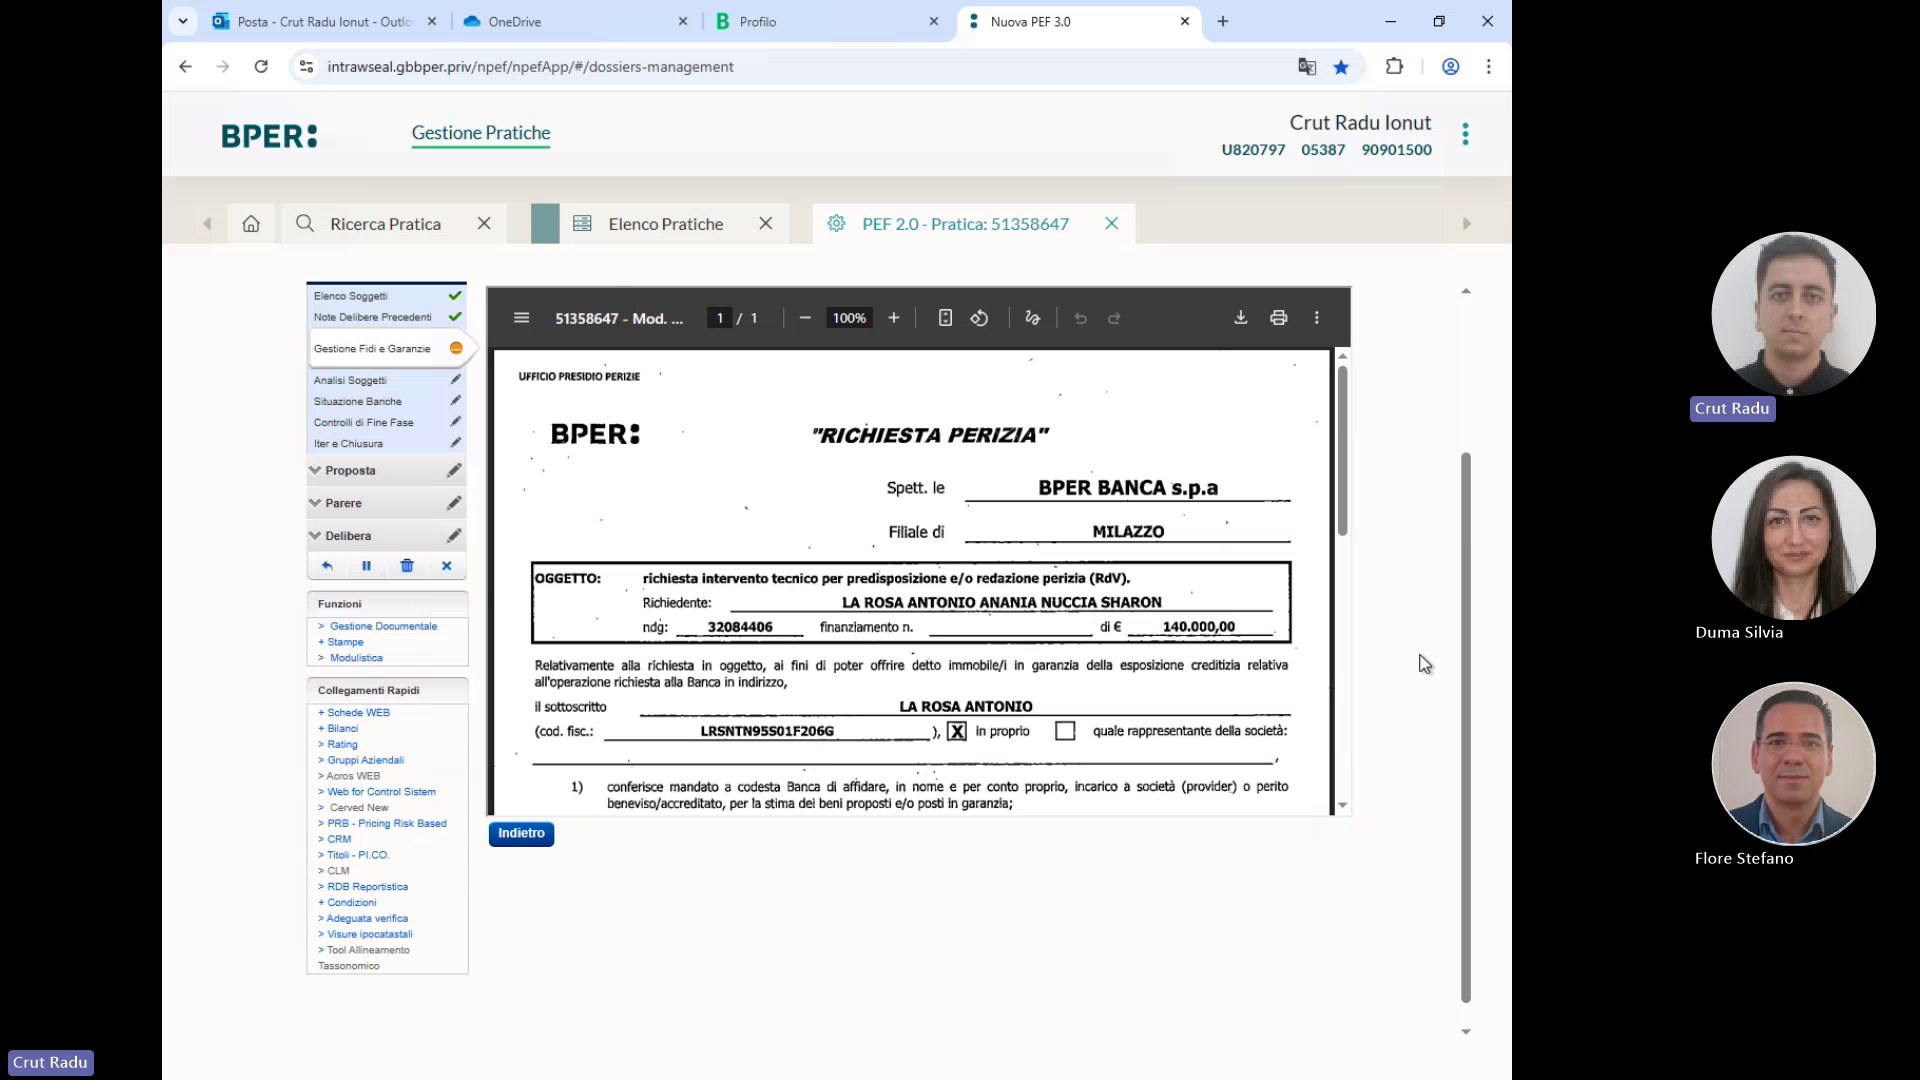 Posta - Crut Radu Ionut - Outlo
OneDrive
Profilo
Nuova PEF 3.0
intrawseal.gbbper.priv/npef/npefApp/#/dossiers-management
BPER:
Gestione Pratiche
Crut Radu Ionut
U820797 05387 90901500
Ricerca Pratica
Elenco Pratiche
PEF 2.0 - Pratica: 51358647
Elenco Soggetti
Note Delibere Precedenti
Gestione Fidi e Garanzie
Analisi Soggetti
Situazione Banche
Controlli di Fine Fase
Iter e Chiusura
Proposta
Parere
Delibera
Funzioni
> Gestione Documentale
+ Stampe
> Modulistica
Collegamenti Rapidi
+ Schede WEB
+ Bilanci
> Rating
> Gruppi Aziendali
> Acros WEB
> Web for Control Sistem
> Cerved New
> PRB - Pricing Risk Based
> CRM
> Titoli - PI.CO.
> CLM
> RDB Reportistica
+ Condizioni
> Adeguata verifica
> Visure ipocatastali
> Tool Allineamento
Tassonomico
51358647 - Mod. ...
1 / 1
100%
UFFICIO PRESIDIO PERIZIE
BPER:
"RICHIESTA PERIZIA"
Spett. le BPER BANCA s.p.a
Filiale di MILAZZO
OGGETTO: richiesta intervento tecnico per predisposizione e/o redazione perizia (RdV).
Richiedente: LA ROSA ANTONIO ANANIA NUCCIA SHARON
ndg: 32084406 finanziamento n. di € 140.000,00
Relativamente alla richiesta in oggetto, ai fini di poter offrire detto immobile/i in garanzia della esposizione creditizia relativa
all'operazione richiesta alla Banca in indirizzo,
il sottoscritto LA ROSA ANTONIO
(cod. fisc.: LRSNTN95S01F206G ), X in proprio quale rappresentante della società:
,
1) conferisce mandato a codesta Banca di affidare, in nome e per conto proprio, incarico a società (provider) o perito
beneviso/accreditato, per la stima dei beni proposti e/o posti in garanzia;
Indietro
Crut Radu
Duma Silvia
Flore Stefano
Crut Radu